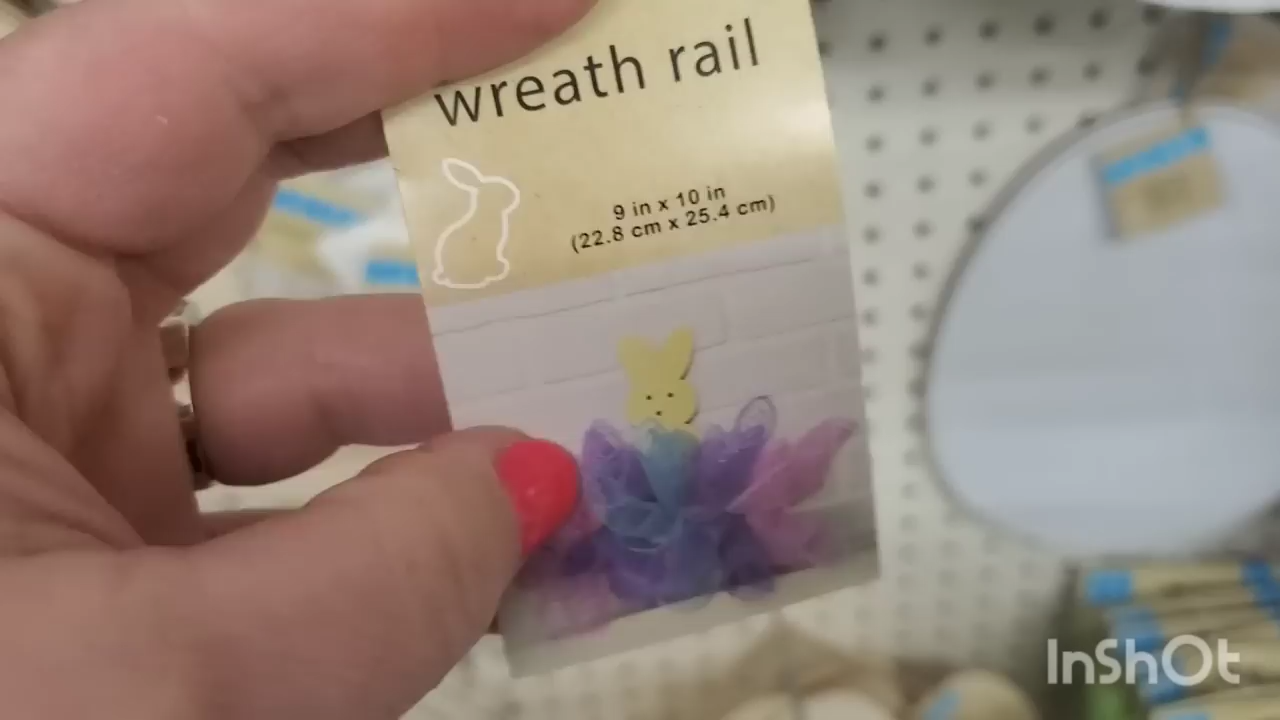 wreath rail
9 in x 10 in
(22.8 cm x 25.4 cm)
InShOt